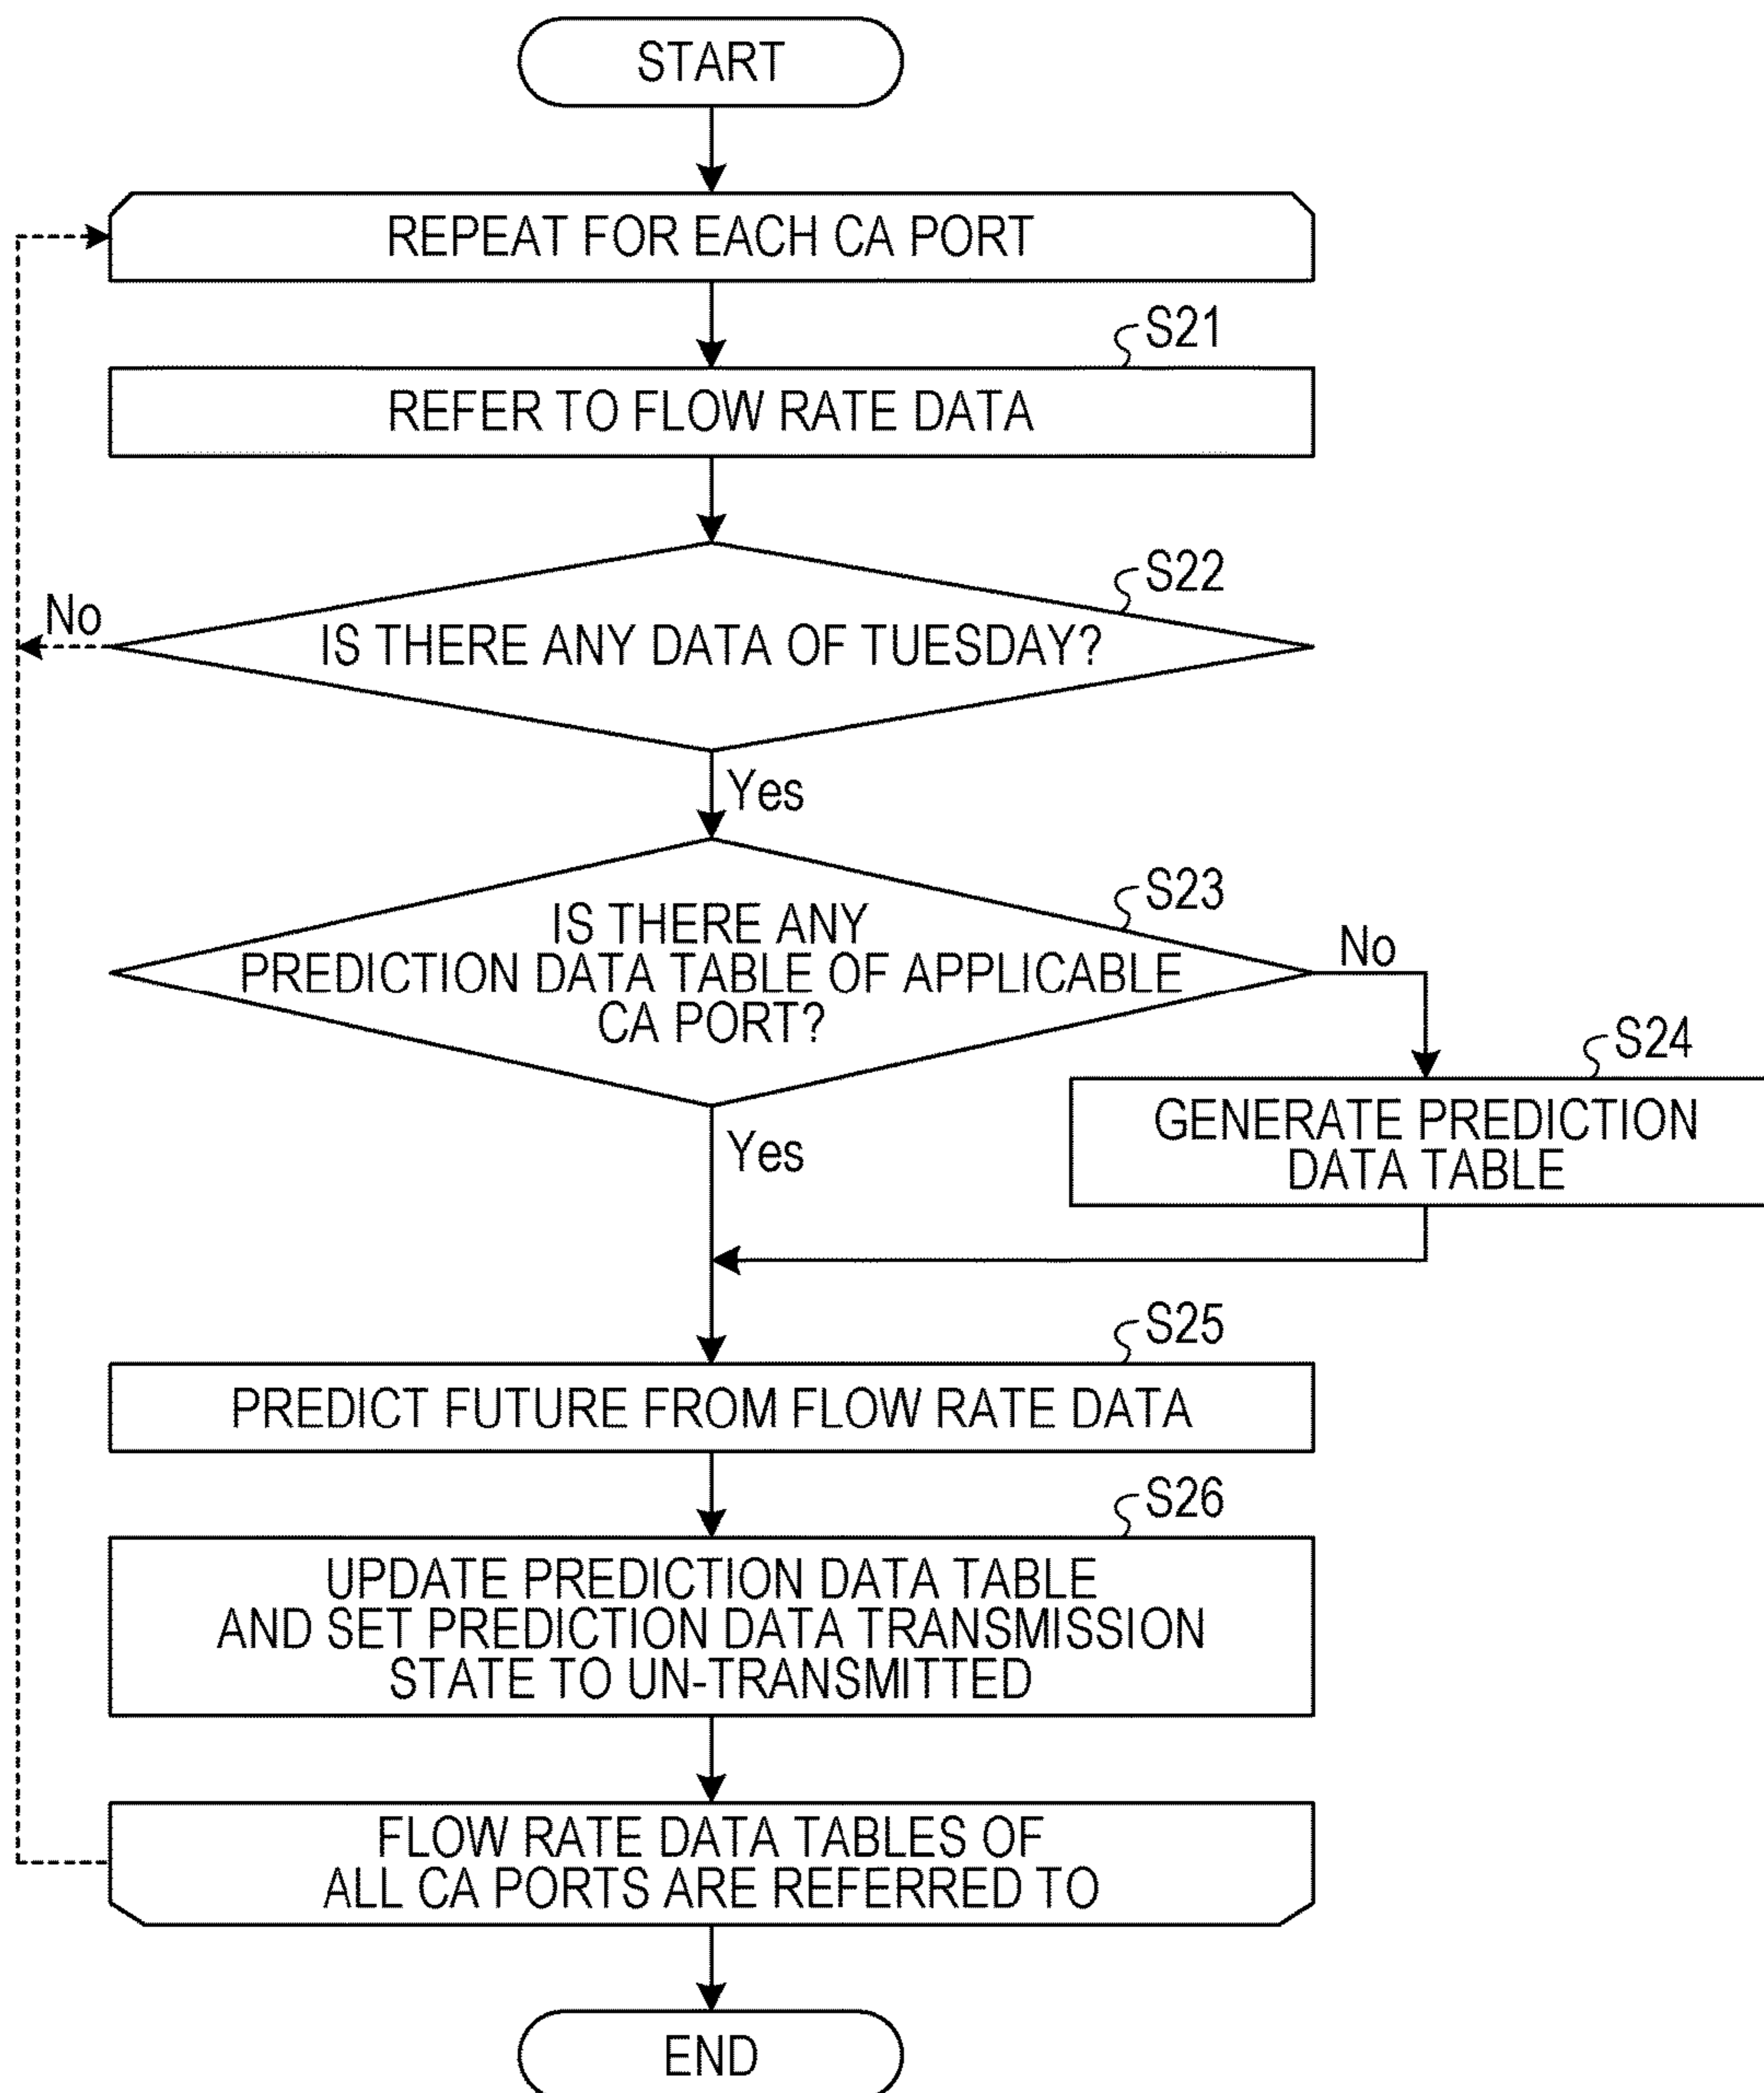 START
REPEAT FOR EACH CA PORT
S21
REFER TO FLOW RATE DATA
S22
No
IS THERE ANY DATA OF TUESDAY?
Yes
S23
IS THERE ANY
PREDICTION DATA TABLE OF APPLICABLE
CA PORT?
No
S24
GENERATE PREDICTION
DATA TABLE
Yes
S25
PREDICT FUTURE FROM FLOW RATE DATA
S26
UPDATE PREDICTION DATA TABLE
AND SET PREDICTION DATA TRANSMISSION
STATE TO UN-TRANSMITTED
FLOW RATE DATA TABLES OF
ALL CA PORTS ARE REFERRED TO
END